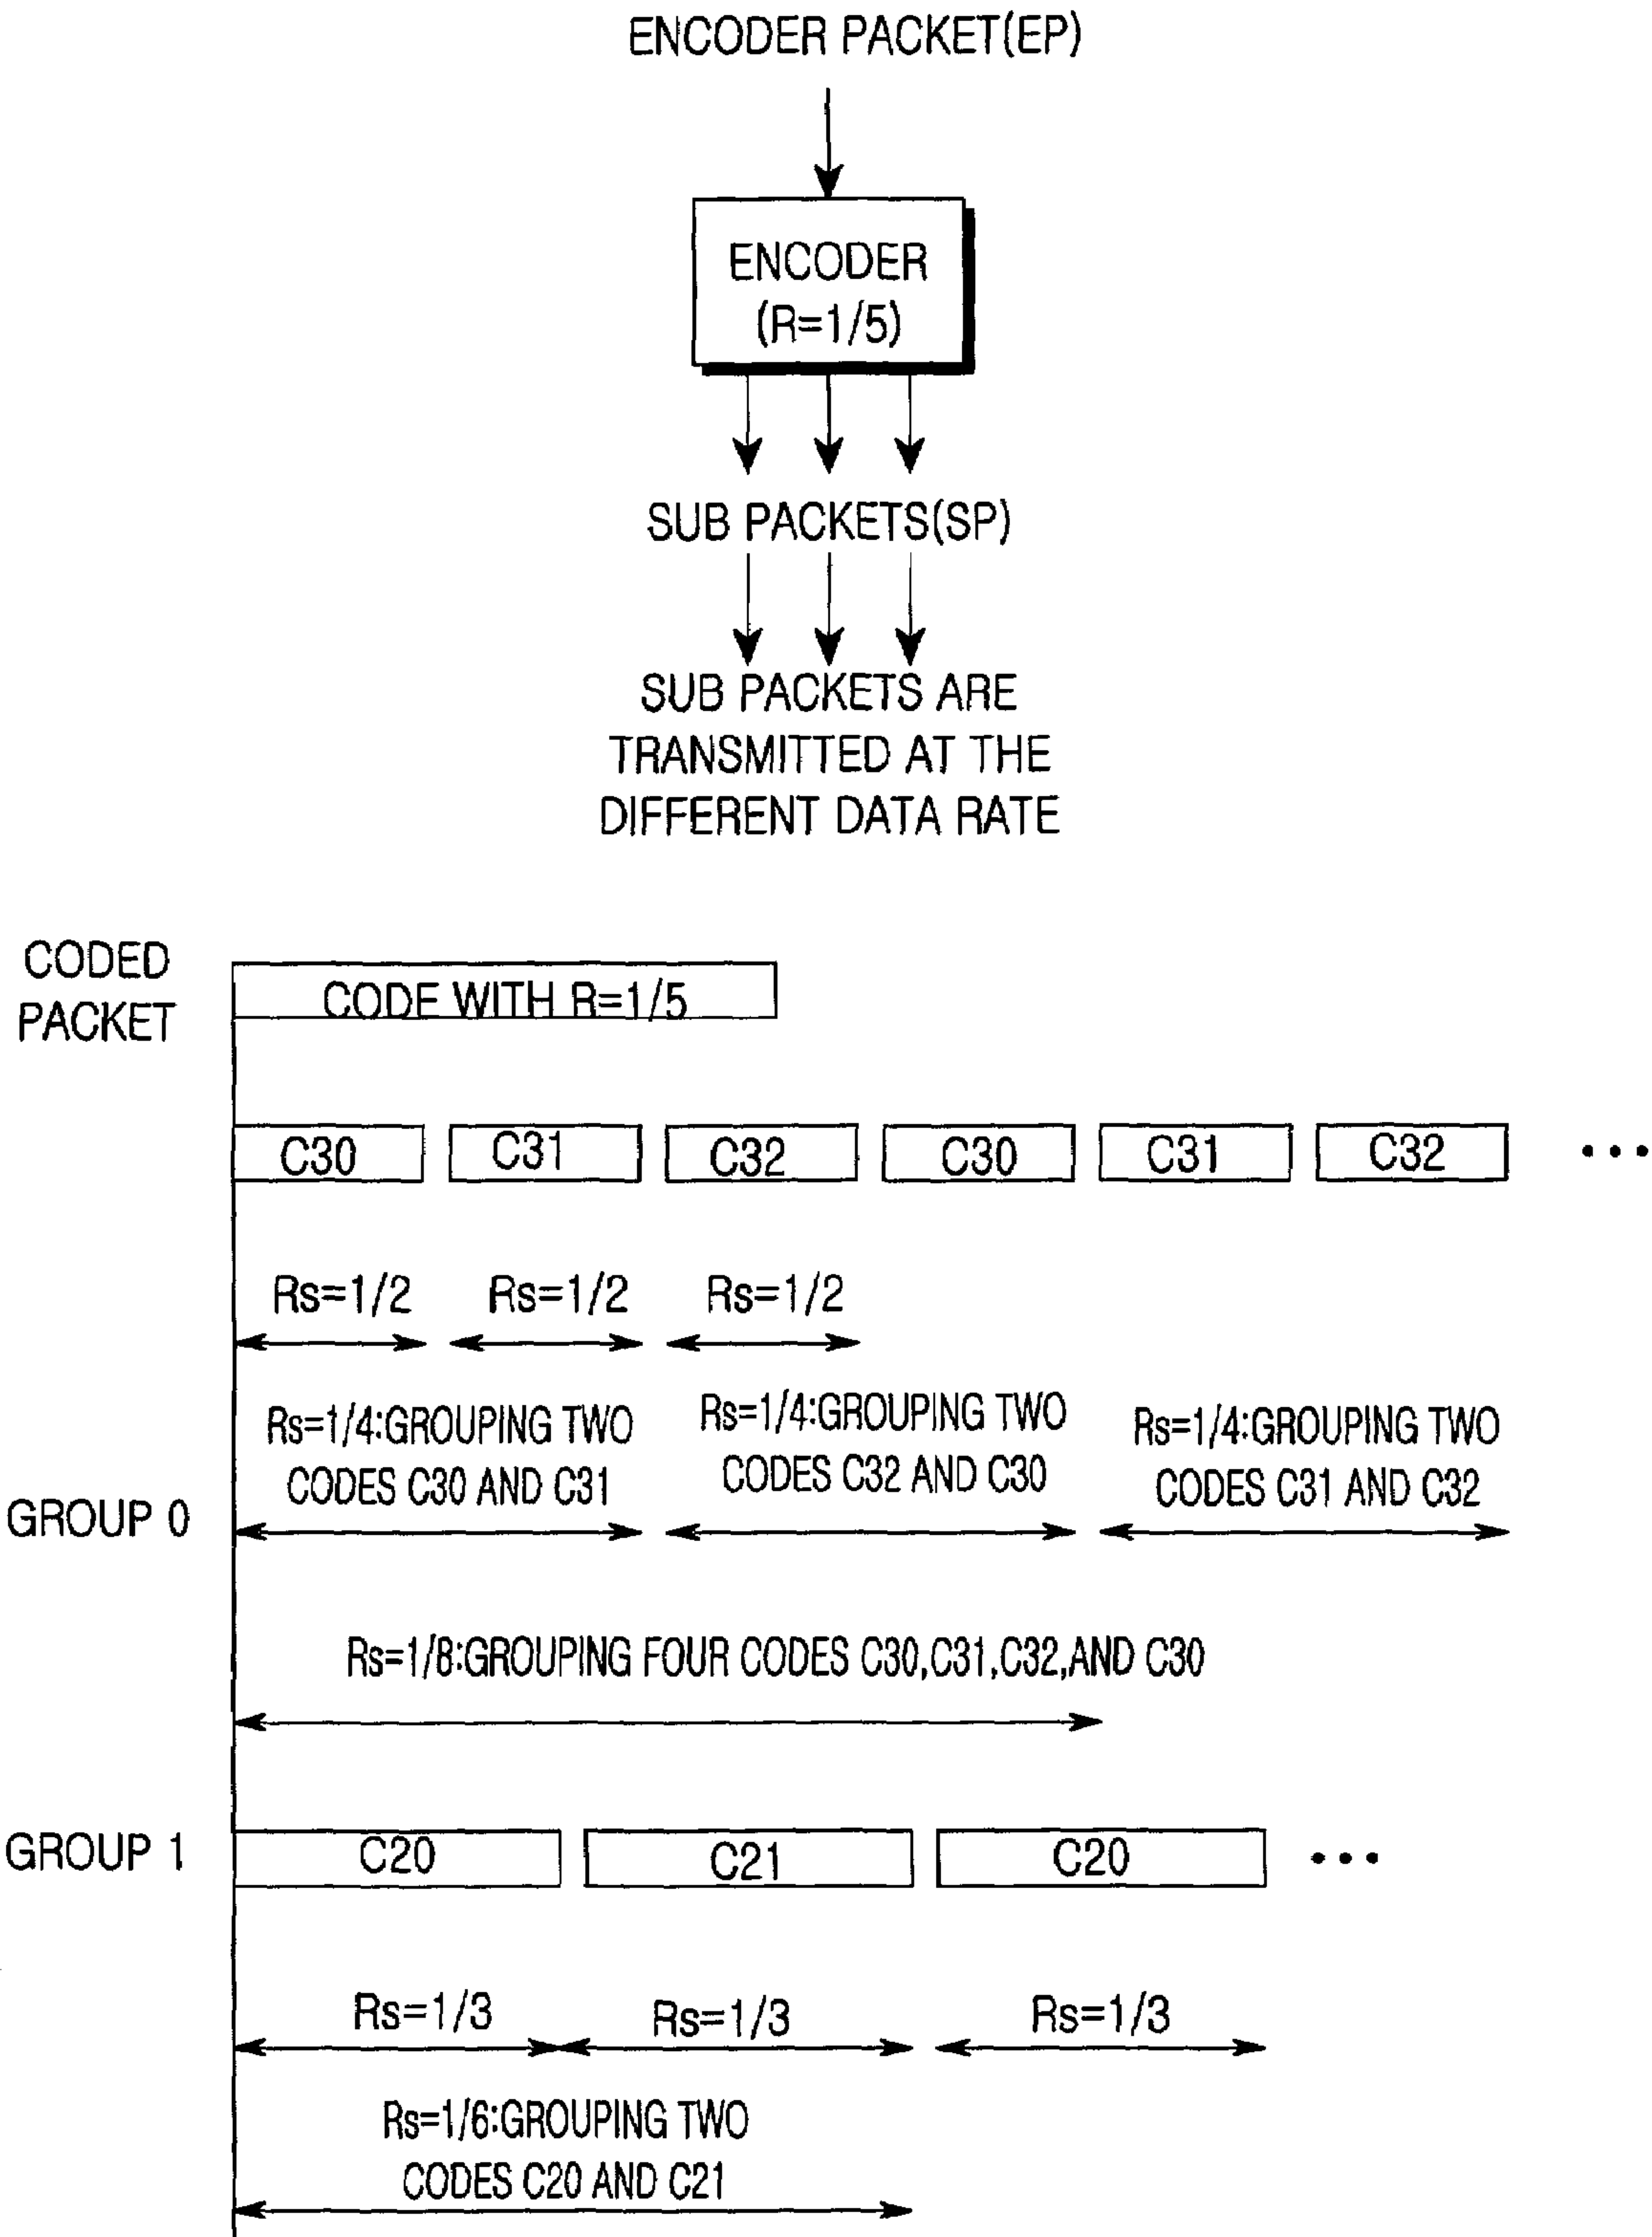 ENCODER PACKET(EP)
ENCODER
(R=1/5)
SUB PACKETS(SP)
SUB PACKETS ARE
TRANSMITTED AT THE
DIFFERENT DATA RATE
CODED
PACKET
CODE WITH R=1/5
C30 C31 C32 C30 C31 C32 •••
Rs=1/2 Rs=1/2 Rs=1/2
Rs=1/4:GROUPING TWO
CODES C30 AND C31
Rs=1/4:GROUPING TWO
CODES C32 AND C30
Rs=1/4:GROUPING TWO
CODES C31 AND C32
GROUP 0
Rs=1/8:GROUPING FOUR CODES C30,C31,C32,AND C30
GROUP 1
C20 C21 C20 •••
Rs=1/3 Rs=1/3 Rs=1/3
Rs=1/6:GROUPING TWO
CODES C20 AND C21